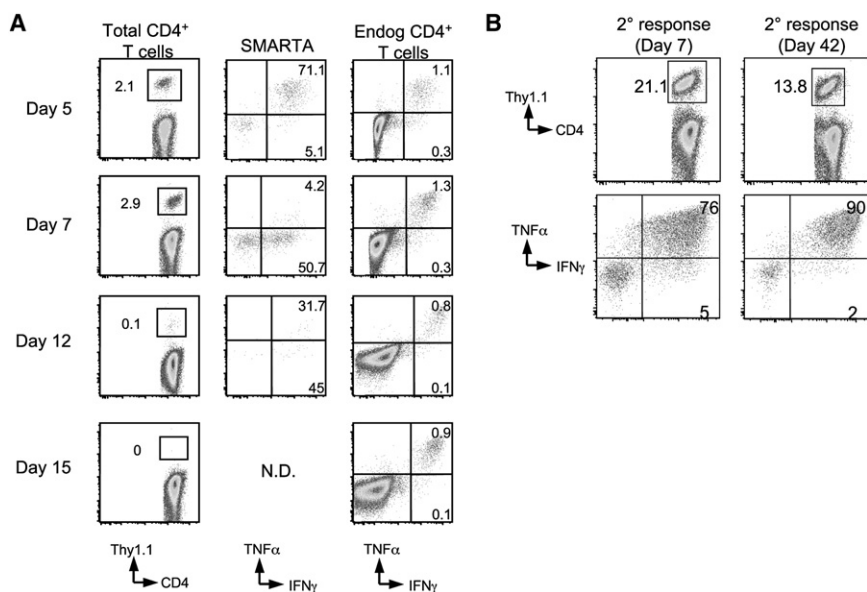 A
Total CD4+
T cells
SMARTA
Endog CD4+
T cells
Day 5
2.1
71.1
5.1
1.1
0.3
Day 7
2.9
4.2
50.7
1.3
0.3
Day 12
0.1
31.7
45
0.8
0.1
Day 15
0
N.D.
0.9
0.1
Thy1.1
CD4
TNFα
IFNγ
TNFα
IFNγ
B
2° response
(Day 7)
2° response
(Day 42)
Thy1.1
CD4
21.1
13.8
TNFα
IFNγ
76
5
90
2